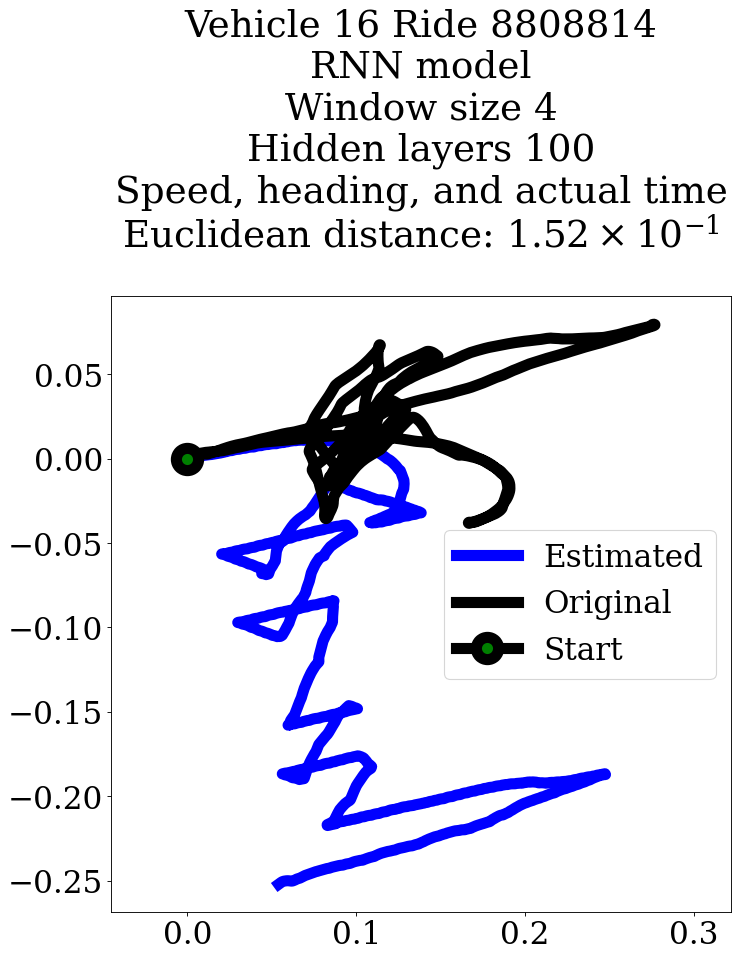 Vehicle 16 Ride 8808814
RNN model
Window size 4
Hidden layers 100
Speed, heading, and actual time
Euclidean distance: 1.52 × 10⁻¹
0.05
0.00
−0.05
−0.10
−0.15
−0.20
−0.25
Estimated
Original
Start
0.0 0.1 0.2 0.3